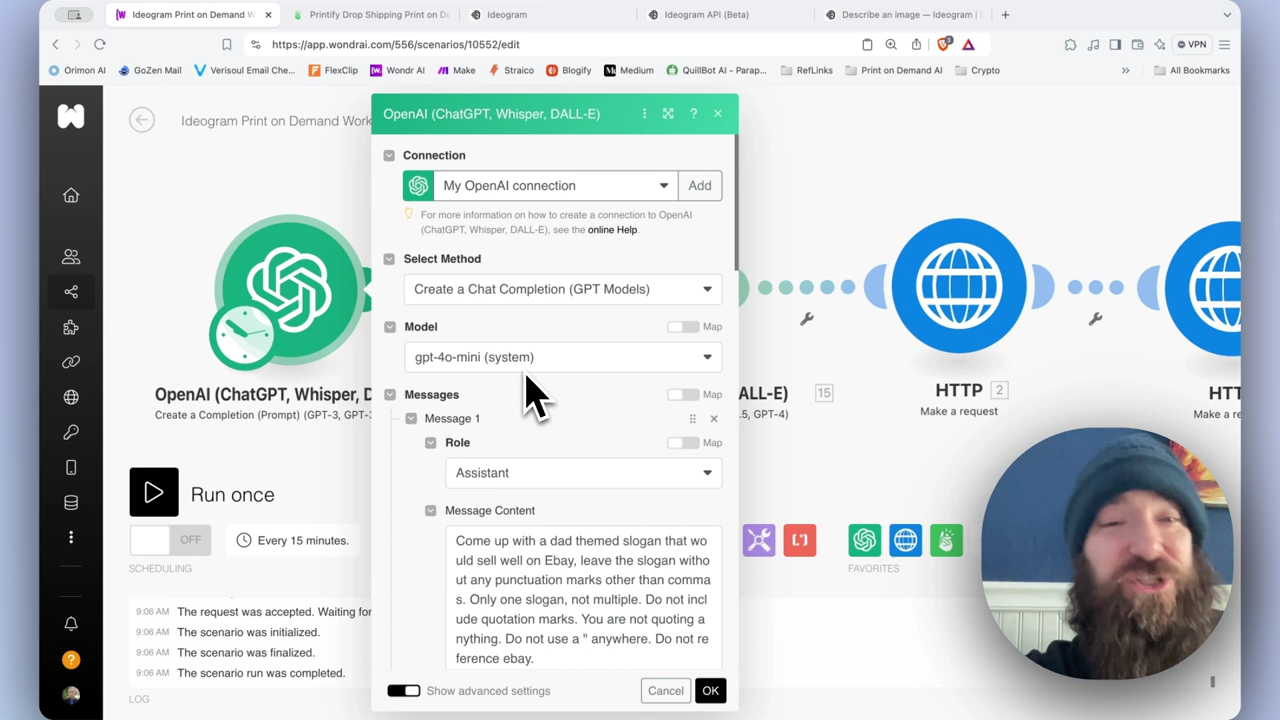 Ideogram Print on Demand W
Printify Drop Shipping Print on De
Ideogram
Ideogram API (Beta)
Describe an image — Ideogram |
https://app.wondrai.com/556/scenarios/10552/edit
VPN
Orimon AI
GoZen Mail
Verisoul Email Che...
FlexClip
Wondr AI
Make
Straico
Blogify
Medium
QuillBot AI - Parap...
RefLinks
Print on Demand AI
Crypto
»
All Bookmarks
Ideogram Print on Demand Work
OpenAI (ChatGPT, Whisper, DALL-E)
Connection
My OpenAI connection
Add
For more information on how to create a connection to OpenAI
(ChatGPT, Whisper, DALL-E), see the online Help.
Select Method
Create a Chat Completion (GPT Models)
Model
Map
gpt-4o-mini (system)
Messages
Map
Message 1
Role
Map
Assistant
Message Content
Come up with a dad themed slogan that wo
uld sell well on Ebay, leave the slogan witho
ut any punctuation marks other than comma
s. Only one slogan, not multiple. Do not incl
ude quotation marks. You are not quoting a
nything. Do not use a " anywhere. Do not re
ference ebay.
Show advanced settings
Cancel
OK
OpenAI (ChatGPT, Whisper, D
Create a Completion (Prompt) (GPT-3, GPT-3
ALL-E)
15
.5, GPT-4)
HTTP
2
Make a request
HTT
Make a re
Run once
OFF
Every 15 minutes.
SCHEDULING
FAVORITES
9:06 AM The request was accepted. Waiting for
9:06 AM The scenario was initialized.
9:06 AM The scenario was finalized.
9:06 AM The scenario run was completed.
LOG